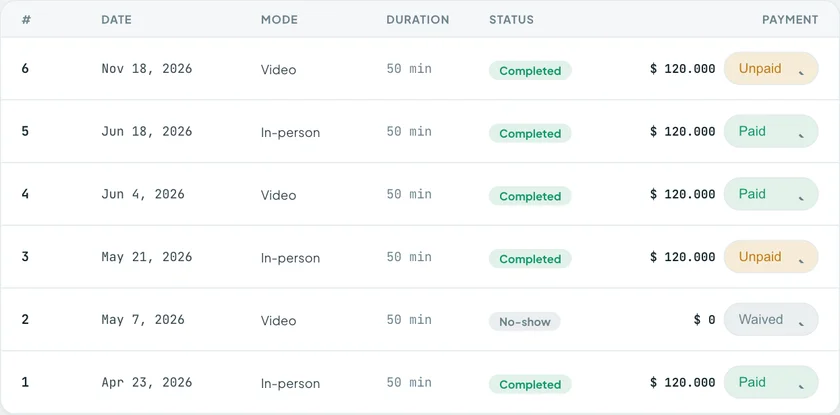 # DATE MODE DURATION STATUS PAYMENT
6 Nov 18, 2026 Video 50 min Completed $ 120.000 Unpaid
5 Jun 18, 2026 In-person 50 min Completed $ 120.000 Paid
4 Jun 4, 2026 Video 50 min Completed $ 120.000 Paid
3 May 21, 2026 In-person 50 min Completed $ 120.000 Unpaid
2 May 7, 2026 Video 50 min No-show $ 0 Waived
1 Apr 23, 2026 In-person 50 min Completed $ 120.000 Paid